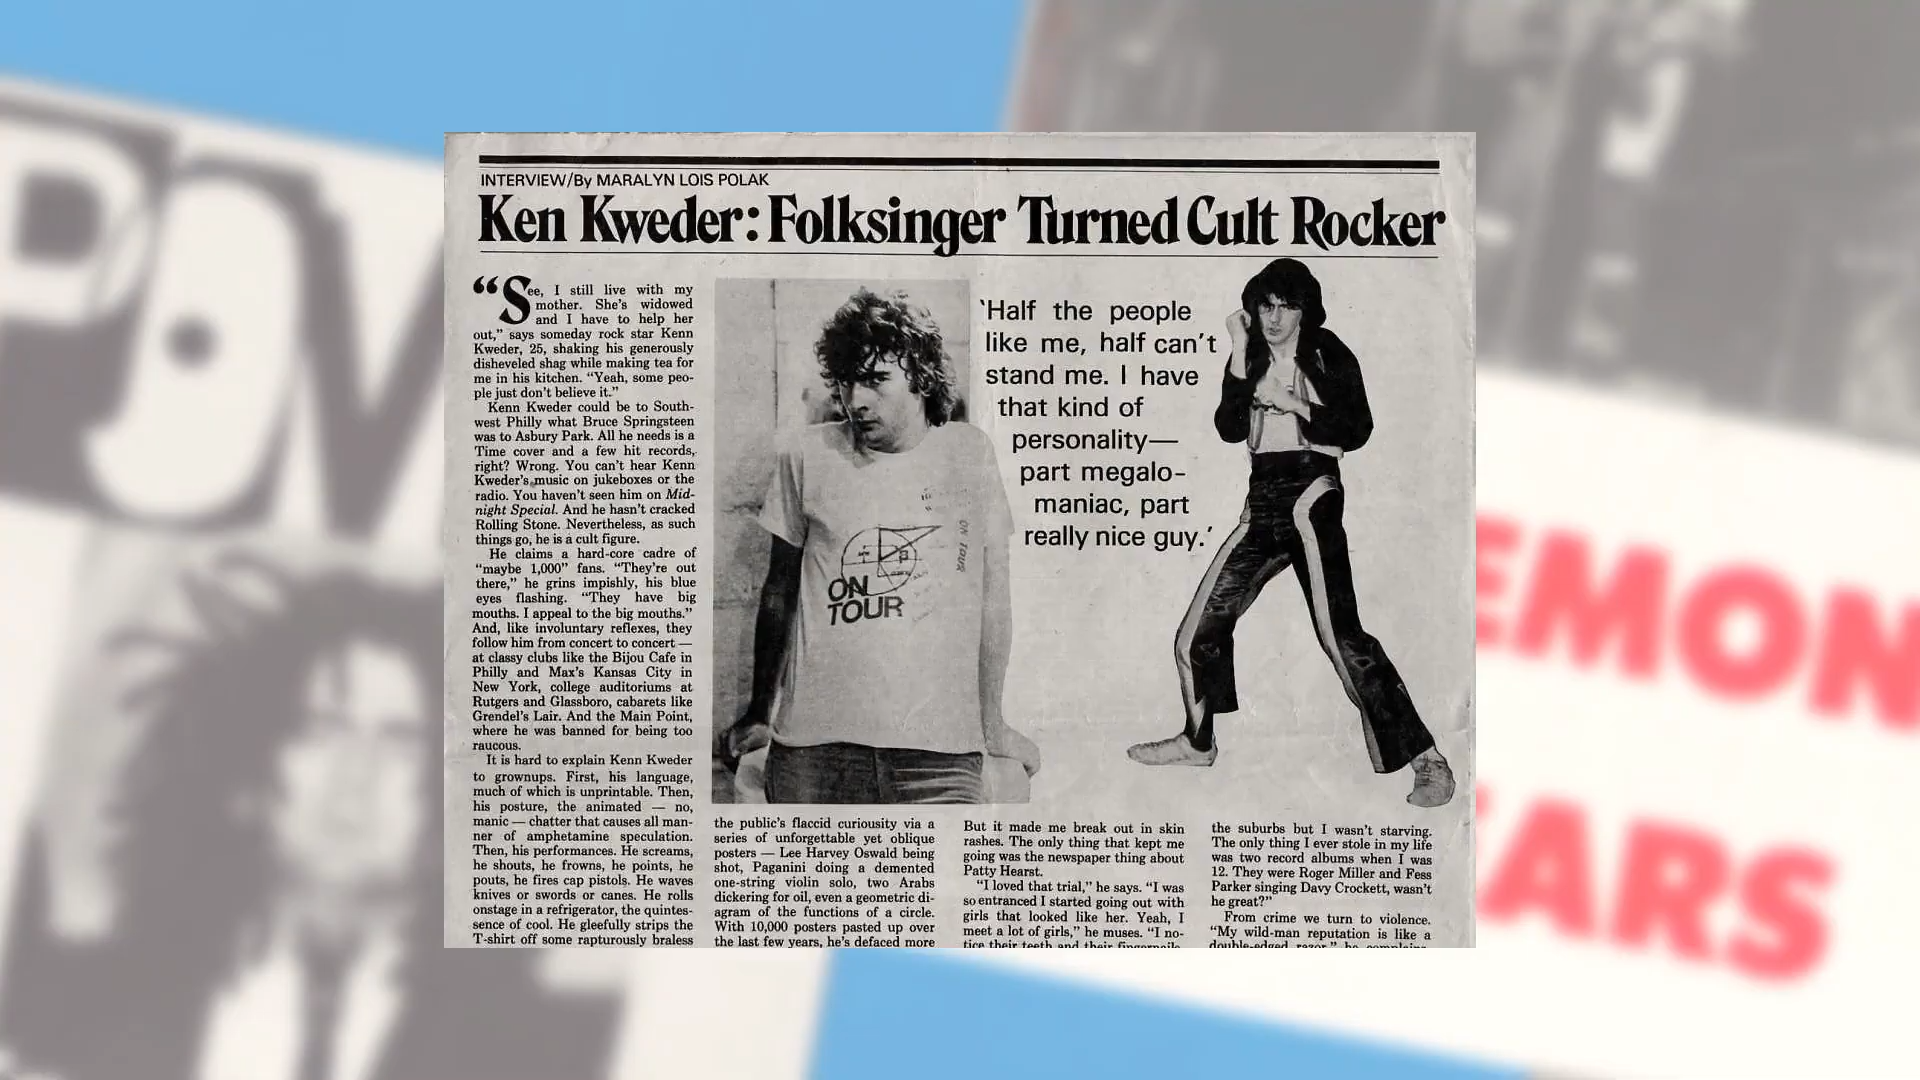 INTERVIEW/By MARALYN LOIS POLAK
Ken Kweder: Folksinger Turned Cult Rocker
“See, I still live with my
mother. She's widowed
and I have to help her
out,” says someday rock star Kenn
Kweder, 25, shaking his generously
disheveled shag while making tea for
me in his kitchen. “Yeah, some peo-
ple just don't believe it.”
Kenn Kweder could be to South-
west Philly what Bruce Springsteen
was to Asbury Park. All he needs is a
Time cover and a few hit records,
right? Wrong. You can't hear Kenn
Kweder's music on jukeboxes or the
radio. You haven't seen him on Mid-
night Special. And he hasn't cracked
Rolling Stone. Nevertheless, as such
things go, he is a cult figure.
He claims a hard-core cadre of
“maybe 1,000” fans. “They're out
there,” he grins impishly, his blue
eyes flashing. “They have big
mouths. I appeal to the big mouths.”
And, like involuntary reflexes, they
follow him from concert to concert —
at classy clubs like the Bijou Cafe in
Philly and Max's Kansas City in
New York, college auditoriums at
Rutgers and Glassboro, cabarets like
Grendel's Lair. And the Main Point,
where he was banned for being too
raucous.
It is hard to explain Kenn Kweder
to grownups. First, his language,
much of which is unprintable. Then,
his posture, the animated — no,
manic — chatter that causes all man-
ner of amphetamine speculation.
Then, his performances. He screams,
he shouts, he frowns, he points, he
pouts, he fires cap pistols. He waves
knives or swords or canes. He rolls
onstage in a refrigerator, the quintes-
sence of cool. He gleefully strips the
T-shirt off some rapturously braless
‘Half the people
like me, half can't
stand me. I have
that kind of
personality—
part megalo-
maniac, part
really nice guy.’
ON
TOUR
ON TOUR
the public's flaccid curiousity via a
series of unforgettable yet oblique
posters — Lee Harvey Oswald being
shot, Paganini doing a demented
one-string violin solo, two Arabs
dickering for oil, even a geometric di-
agram of the functions of a circle.
With 10,000 posters pasted up over
the last few years, he's defaced more
But it made me break out in skin
rashes. The only thing that kept me
going was the newspaper thing about
Patty Hearst.
“I loved that trial,” he says. “I was
so entranced I started going out with
girls that looked like her. Yeah, I
meet a lot of girls,” he muses. “I no-
tice their teeth and their fingernails
the suburbs but I wasn't starving.
The only thing I ever stole in my life
was two record albums when I was
12. They were Roger Miller and Fess
Parker singing Davy Crockett, wasn't
he great?”
From crime we turn to violence.
“My wild-man reputation is like a
double-edged razor,” he complains
EMON
EARS